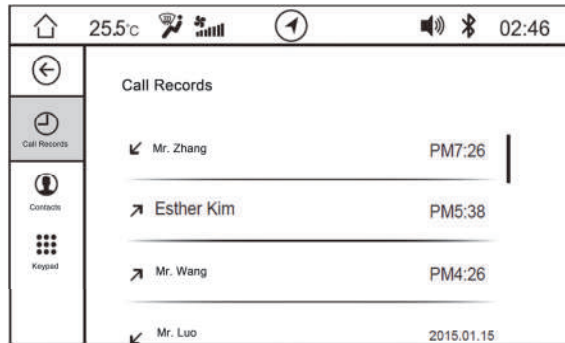 25.5°c 02:46
Call Records
Call Records
Mr. Zhang PM7:26
Contacts
Esther Kim PM5:38
Keypad
Mr. Wang PM4:26
Mr. Luo 2015.01.15